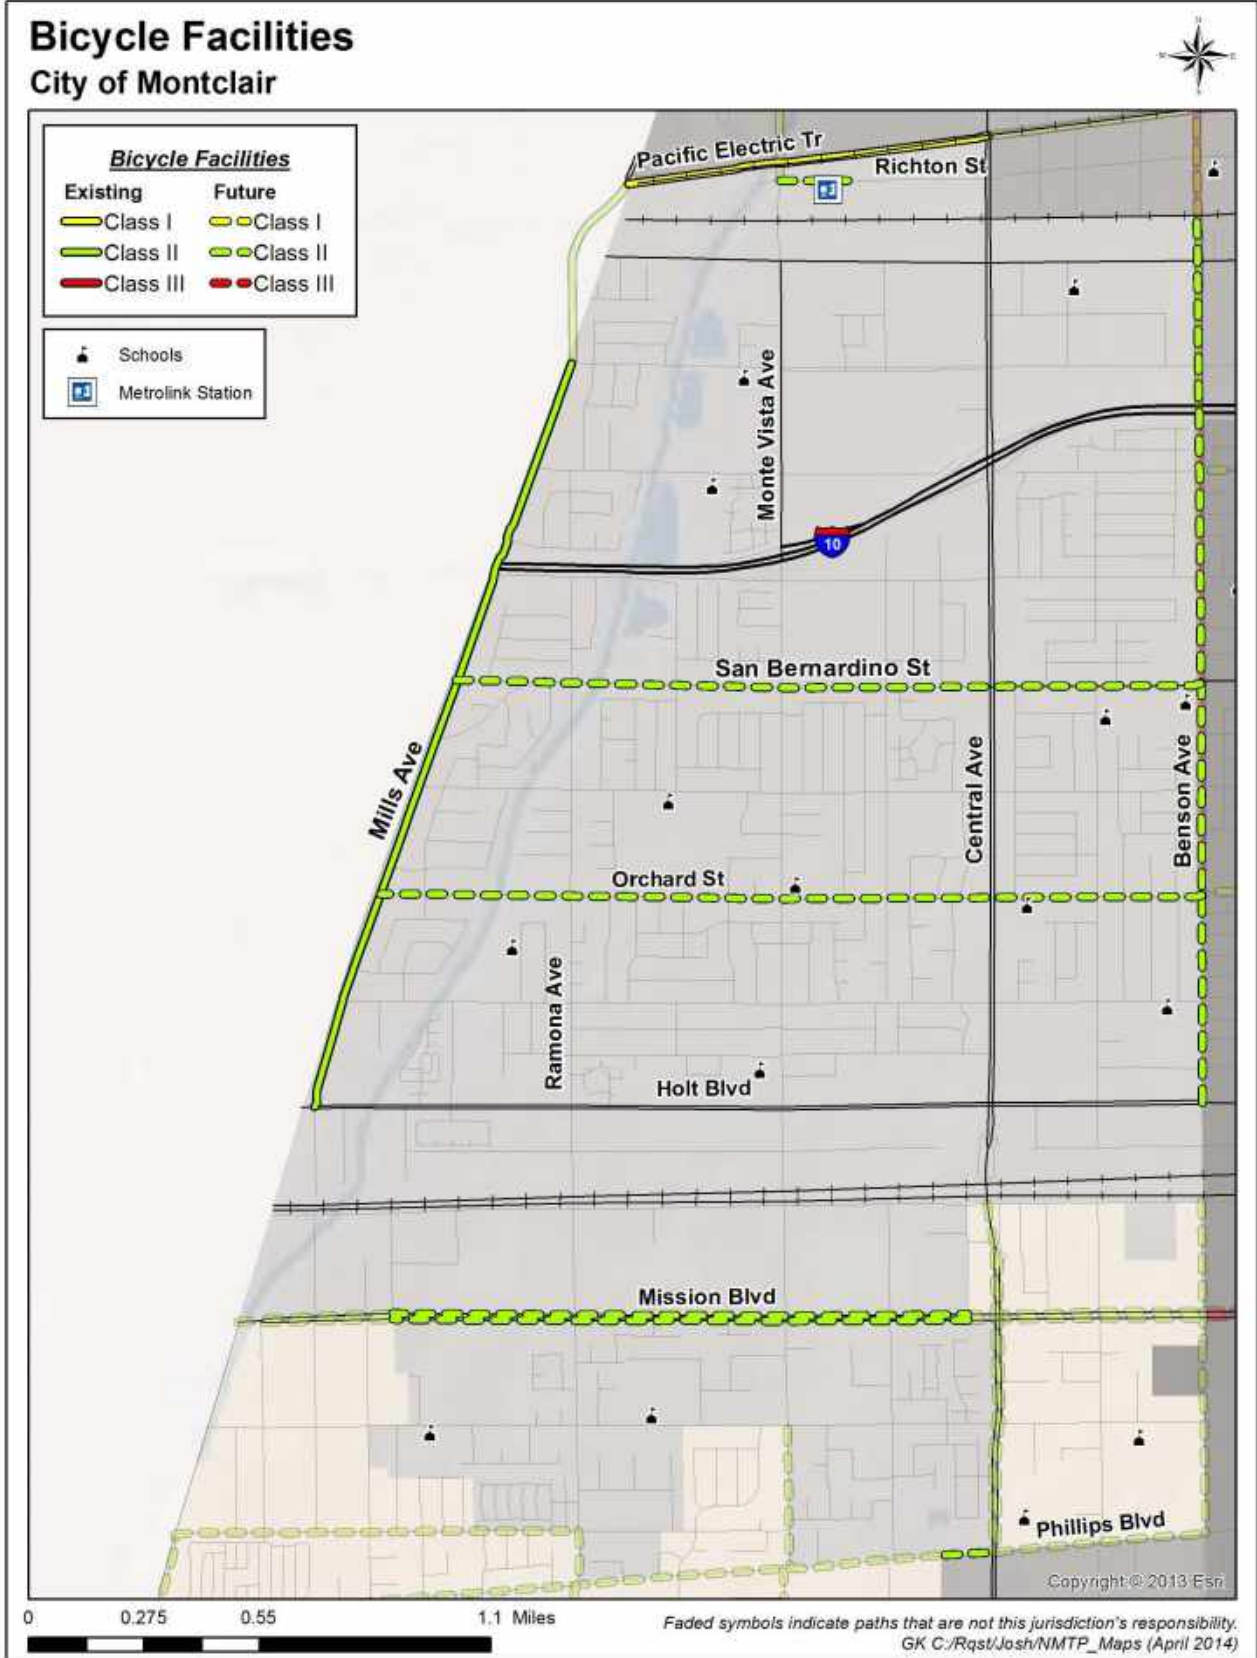 Bicycle Facilities
City of Montclair
N
W E
S
Bicycle Facilities
Existing Future
Class I Class I
Class II Class II
Class III Class III
Schools
Metrolink Station
Pacific Electric Tr
Richton St
Monte Vista Ave
10
San Bernardino St
Mills Ave
Central Ave
Benson Ave
Orchard St
Ramona Ave
Holt Blvd
Mission Blvd
Phillips Blvd
Copyright © 2013 Esri
0 0.275 0.55 1.1 Miles
Faded symbols indicate paths that are not this jurisdiction's responsibility.
GK C:/Rqst/Josh/NMTP_Maps (April 2014)